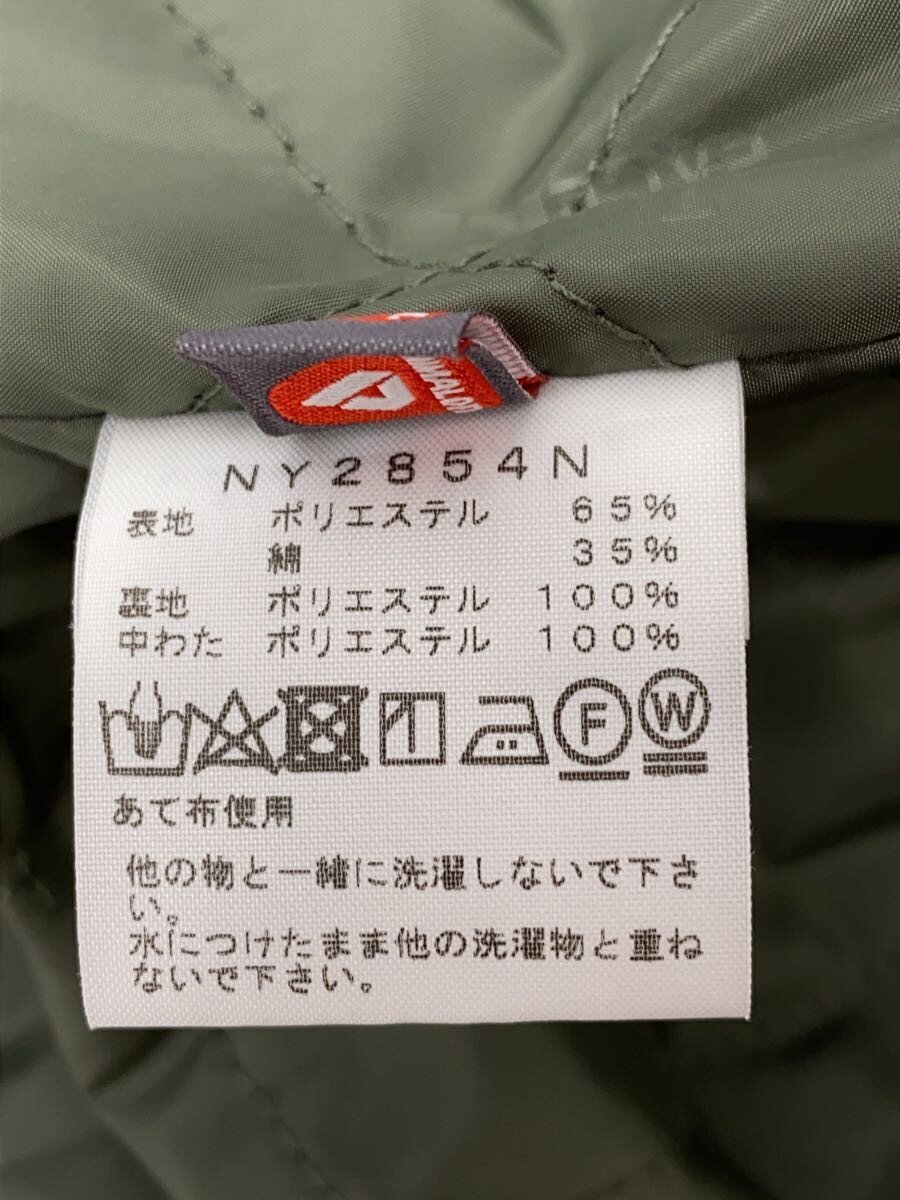 NY2854N
表地 ポリエステル 65%
綿 35%
裏地 ポリエステル 100%
中わた ポリエステル 100%
F W
あて布使用
他の物と一緒に洗濯しないで下さ
い。
水につけたまま他の洗濯物と重ね
ないで下さい。